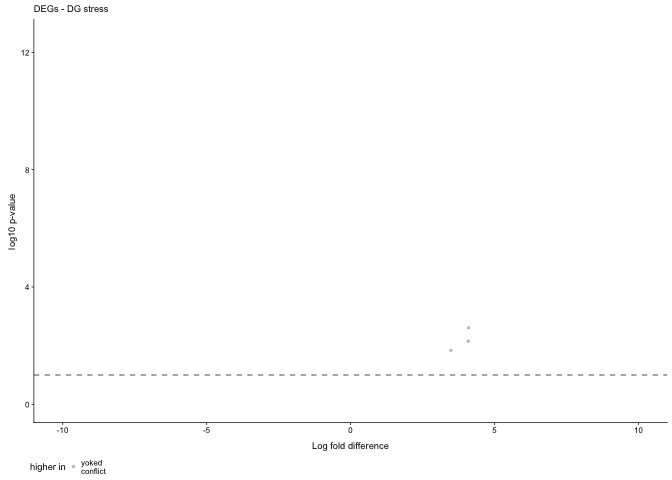 DEGs - DG stress
12
8
4
0
log10 p-value
-10
-5
0
5
10
Log fold difference
higher in
yoked
conflict